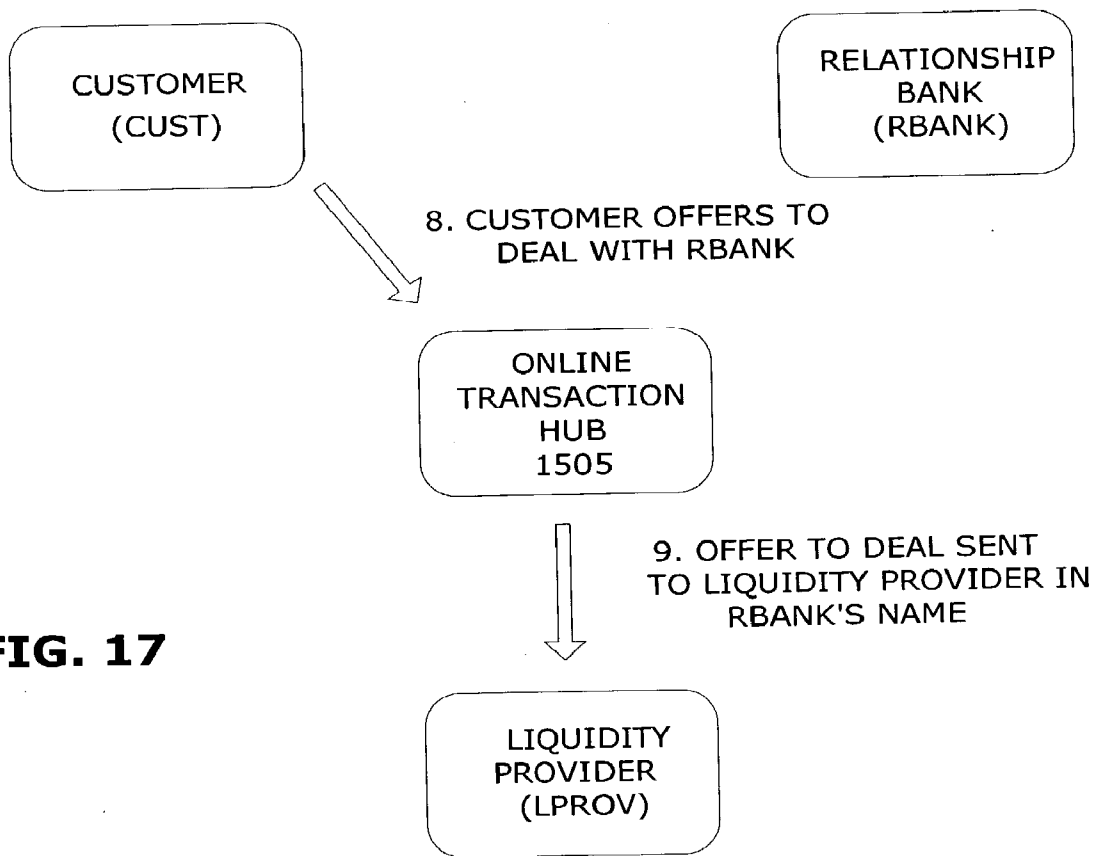 CUSTOMER
(CUST)
RELATIONSHIP
BANK
(RBANK)
8. CUSTOMER OFFERS TO
DEAL WITH RBANK
ONLINE
TRANSACTION
HUB
1505
9. OFFER TO DEAL SENT
TO LIQUIDITY PROVIDER IN
RBANK'S NAME
FIG. 17
LIQUIDITY
PROVIDER
(LPROV)